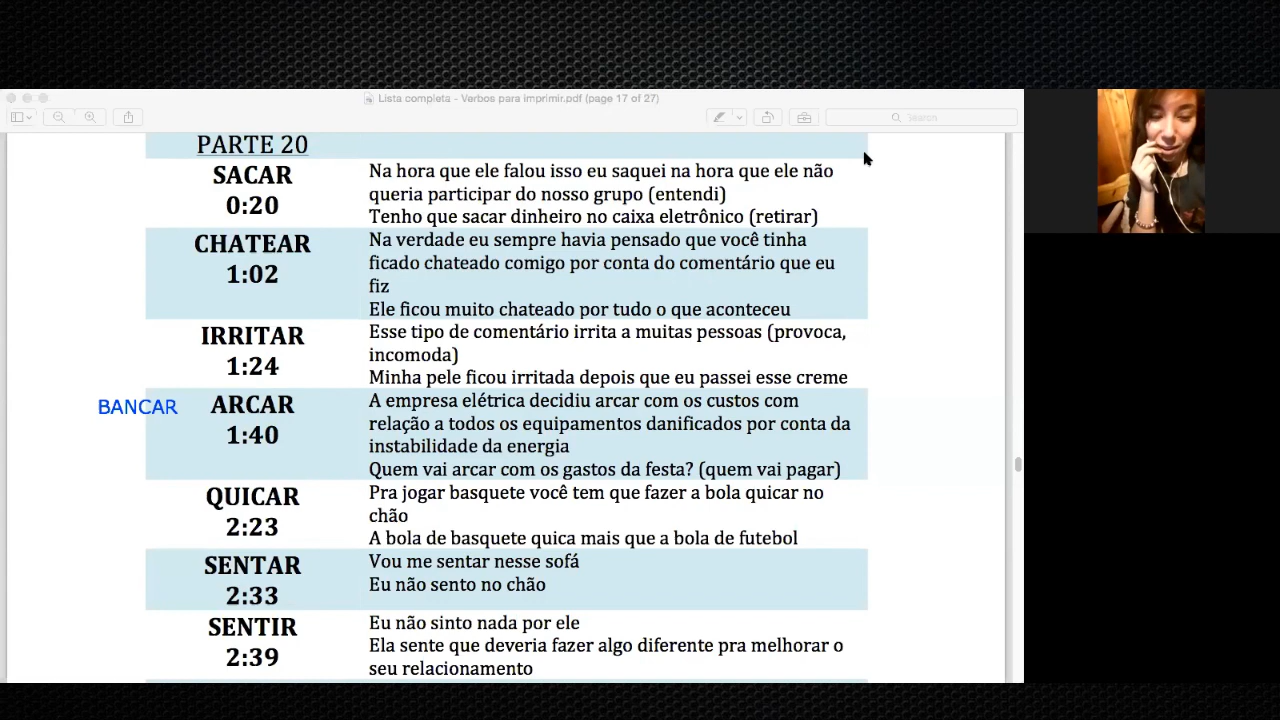 Lista completa - Verbos para imprimir.pdf (page 17 of 27)
Search
PARTE 20
SACAR
0:20
Na hora que ele falou isso eu saquei na hora que ele não
queria participar do nosso grupo (entendi)
Tenho que sacar dinheiro no caixa eletrônico (retirar)
CHATEAR
1:02
Na verdade eu sempre havia pensado que você tinha
ficado chateado comigo por conta do comentário que eu
fiz
Ele ficou muito chateado por tudo o que aconteceu
IRRITAR
1:24
Esse tipo de comentário irrita a muitas pessoas (provoca,
incomoda)
Minha pele ficou irritada depois que eu passei esse creme
BANCAR
ARCAR
1:40
A empresa elétrica decidiu arcar com os custos com
relação a todos os equipamentos danificados por conta da
instabilidade da energia
Quem vai arcar com os gastos da festa? (quem vai pagar)
QUICAR
2:23
Pra jogar basquete você tem que fazer a bola quicar no
chão
A bola de basquete quica mais que a bola de futebol
SENTAR
2:33
Vou me sentar nesse sofá
Eu não sento no chão
SENTIR
2:39
Eu não sinto nada por ele
Ela sente que deveria fazer algo diferente pra melhorar o
seu relacionamento